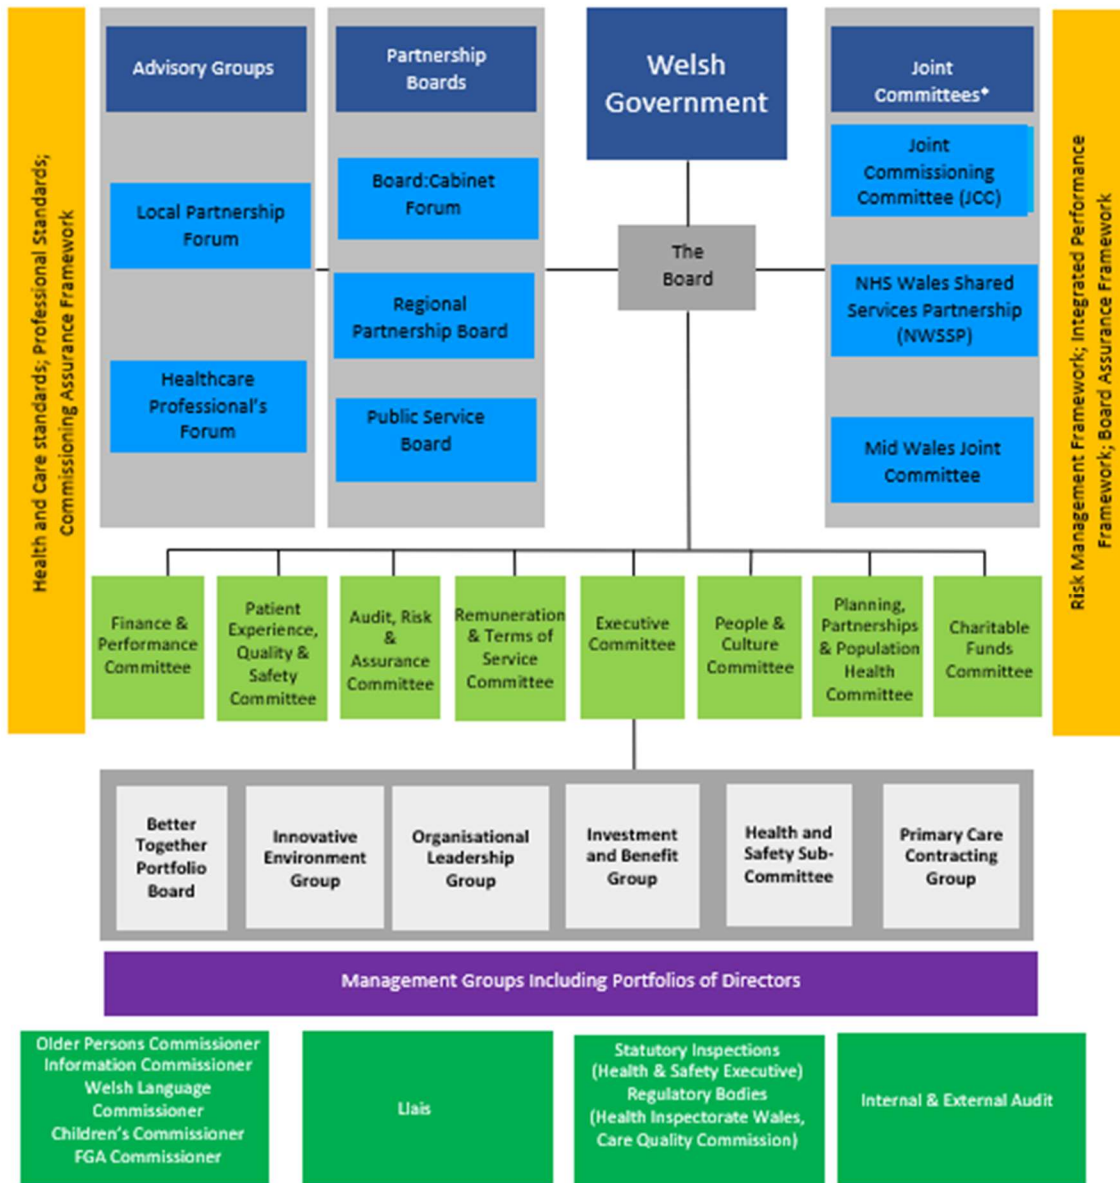 Health and Care standards; Professional Standards;
Commissioning Assurance Framework
Advisory Groups
Local Partnership
Forum
Healthcare
Professional's
Forum
Partnership
Boards
Board:Cabinet
Forum
Regional
Partnership Board
Public Service
Board
Welsh
Government
The
Board
Joint
Committees*
Joint
Commissioning
Committee (JCC)
NHS Wales Shared
Services Partnership
(NWSSP)
Mid Wales Joint
Committee
Risk Management Framework; Integrated Performance
Framework; Board Assurance Framework
Finance &
Performance
Committee
Patient
Experience,
Quality &
Safety
Committee
Audit, Risk
&
Assurance
Committee
Remuneration
& Terms of
Service
Committee
Executive
Committee
People &
Culture
Committee
Planning,
Partnerships
& Population
Health
Committee
Charitable
Funds
Committee
Better
Together
Portfolio
Board
Innovative
Environment
Group
Organisational
Leadership
Group
Investment
and Benefit
Group
Health and
Safety Sub-
Committee
Primary Care
Contracting
Group
Management Groups Including Portfolios of Directors
Older Persons Commissioner
Information Commissioner
Welsh Language
Commissioner
Children's Commissioner
FGA Commissioner
Llais
Statutory Inspections
(Health & Safety Executive)
Regulatory Bodies
(Health Inspectorate Wales,
Care Quality Commission)
Internal & External Audit